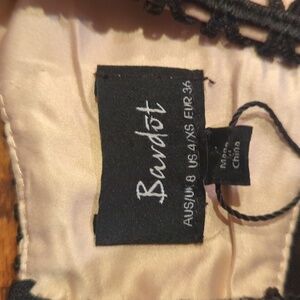 Bardot
AUS/UK 8 US 4/XS EUR 36
Made
in
China